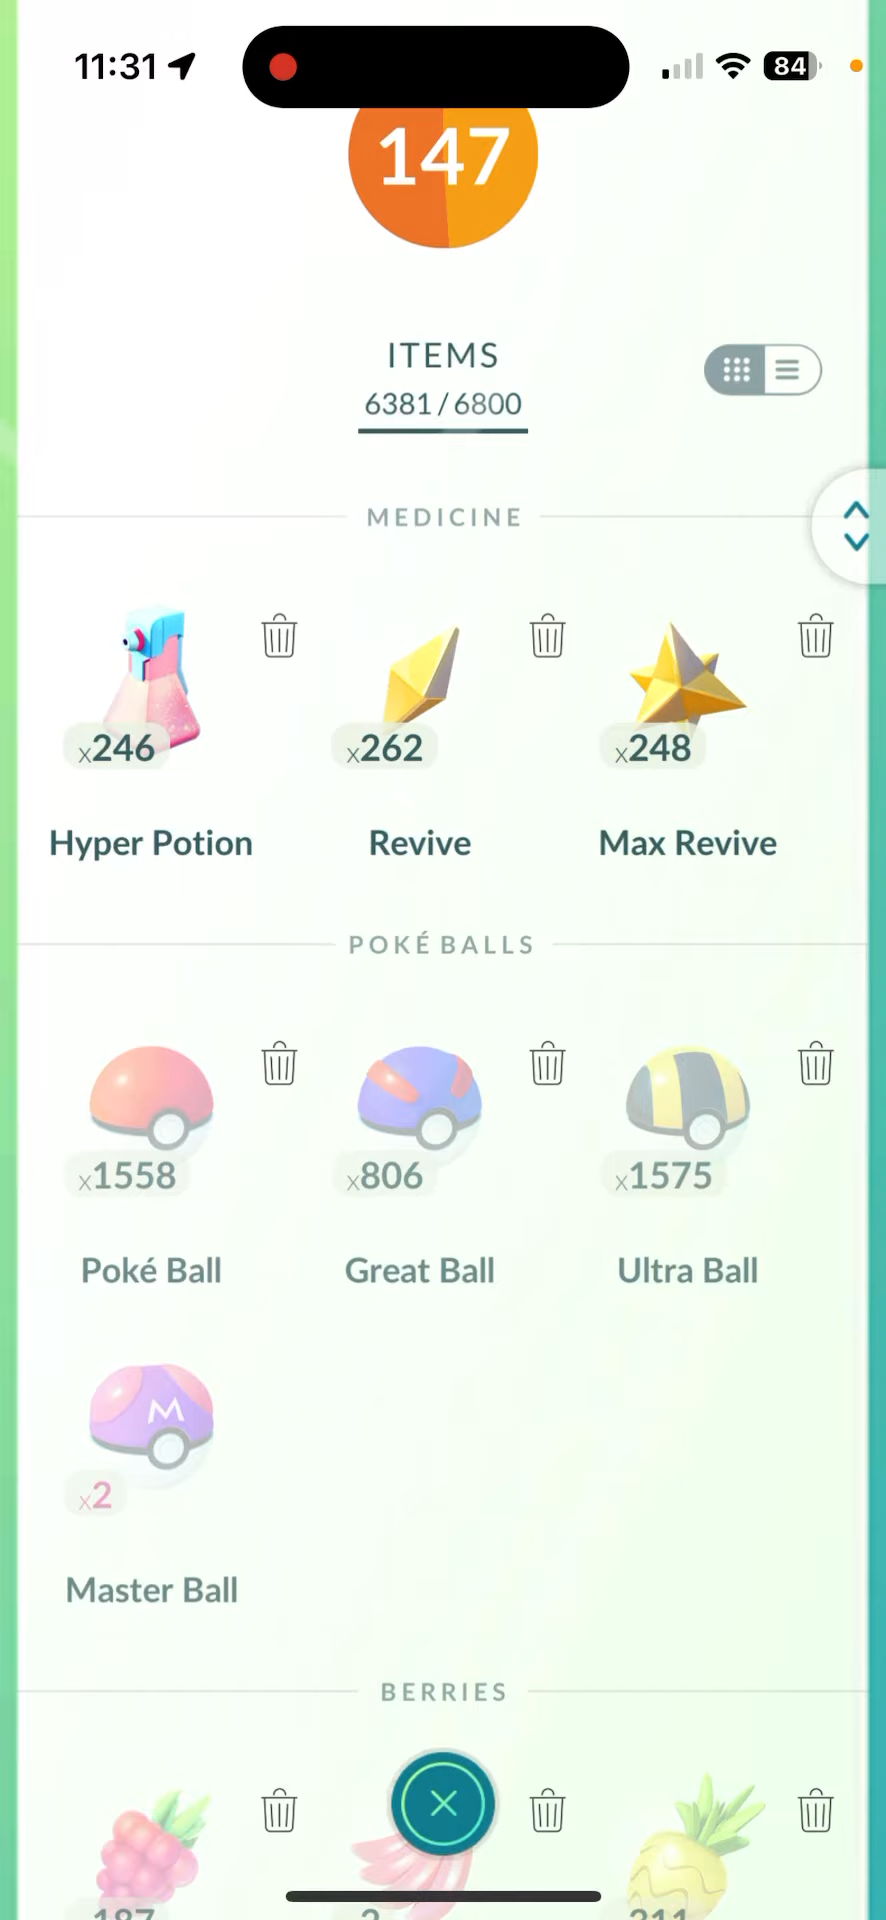 11:31
84
147
ITEMS
6381 / 6800
MEDICINE
x246
x262
x248
Hyper Potion
Revive
Max Revive
POKÉ BALLS
x1558
x806
x1575
Poké Ball
Great Ball
Ultra Ball
M
x2
Master Ball
BERRIES
187